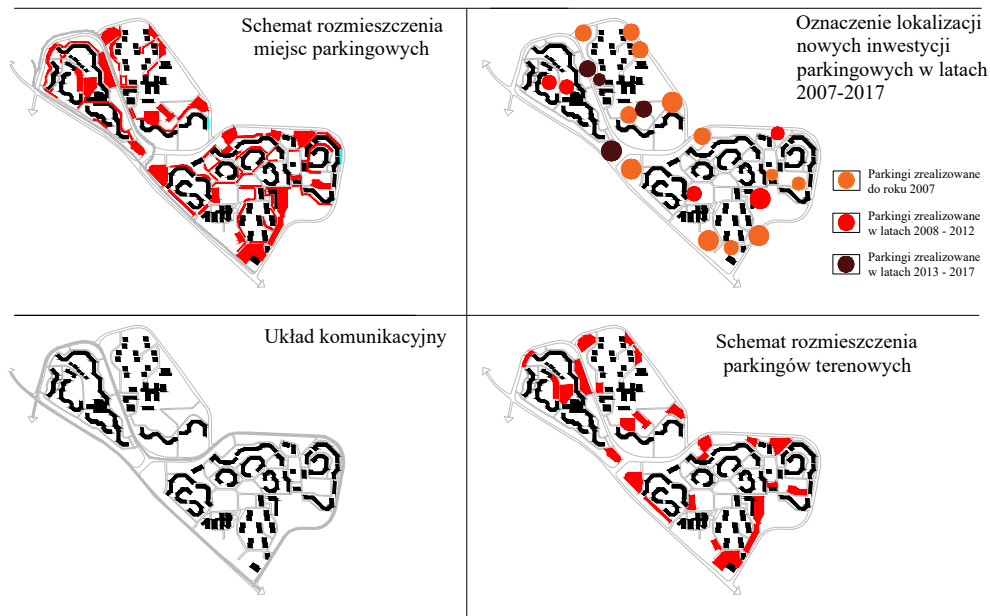 Schemat rozmieszczenia
miejsc parkingowych
Oznaczenie lokalizacji
nowych inwestycji
parkingowych w latach
2007-2017
Parkingi zrealizowane
do roku 2007
Parkingi zrealizowane
w latach 2008 - 2012
Parkingi zrealizowane
w latach 2013 - 2017
Układ komunikacyjny
Schemat rozmieszczenia
parkingów terenowych